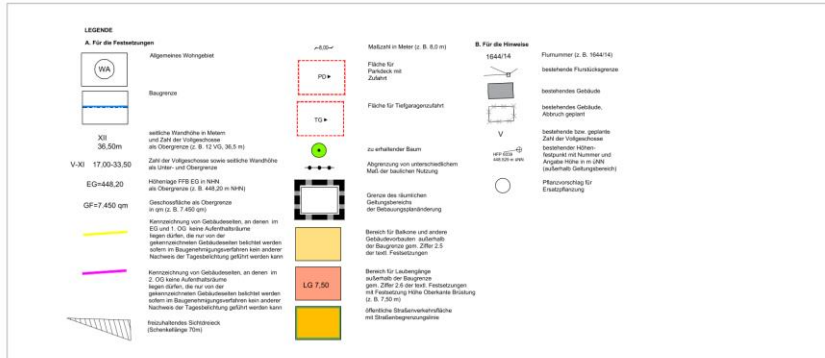 LEGENDE
A. Für die Festsetzungen
WA
Allgemeines Wohngebiet
Baugrenze
XII
36,50m
seitliche Wandhöhe in Metern
und Zahl der Vollgeschosse
als Obergrenze (z. B. 12 VG, 36,5 m)
V-XI 17,00-33,50
Zahl der Vollgeschosse sowie seitliche Wandhöhe
als Unter- und Obergrenze
EG=448,20
Höhenlage FFB EG in NHN
als Obergrenze (z. B. 448,20 m NHN)
GF=7.450 qm
Geschossfläche als Obergrenze
in qm (z. B. 7.450 qm)
Kennzeichnung von Gebäudeseiten, an denen im
EG und 1. OG keine Aufenthaltsräume
liegen dürfen, die nur von der
gekennzeichneten Gebäudeseiten belichtet werden
sofern im Baugenehmigungsverfahren kein anderer
Nachweis der Tagesbelichtung geführt werden kann
Kennzeichnung von Gebäudeseiten, an denen im
2. OG keine Aufenthaltsräume
liegen dürfen, die nur von der
gekennzeichneten Gebäudeseiten belichtet werden
sofern im Baugenehmigungsverfahren kein anderer
Nachweis der Tagesbelichtung geführt werden kann
freizuhaltendes Sichtdreieck
(Schenkellänge 70m)
8,00
Maßzahl in Meter (z. B. 8,0 m)
PD
Fläche für
Parkdeck mit
Zufahrt
TG
Fläche für Tiefgaragenzufahrt
zu erhaltender Baum
Abgrenzung von unterschiedlichem
Maß der baulichen Nutzung
Grenze des räumlichen
Geltungsbereichs
der Bebauungsplanänderung
Bereich für Balkone und andere
Gebäudevorbauten außerhalb
der Baugrenze gem. Ziffer 2.5
der textl. Festsetzungen
LG 7,50
Bereich für Laubengänge
außerhalb der Baugrenze
gem. Ziffer 2.6 der textl. Festsetzungen
mit Festsetzung Höhe Oberkante Brüstung
(z. B. 7,50 m)
öffentliche Straßenverkehrsfläche
mit Straßenbegrenzungslinie
B. Für die Hinweise
1644/14
Flurnummer (z. B. 1644/14)
bestehende Flurstücksgrenze
bestehendes Gebäude
bestehendes Gebäude,
Abbruch geplant
V
bestehende bzw. geplante
Zahl der Vollgeschosse
bestehender Höhen-
festpunkt mit Nummer und
Angabe Höhe in m üNN
(außerhalb Geltungsbereich)
Pflanzvorschlag für
Ersatzpflanzung